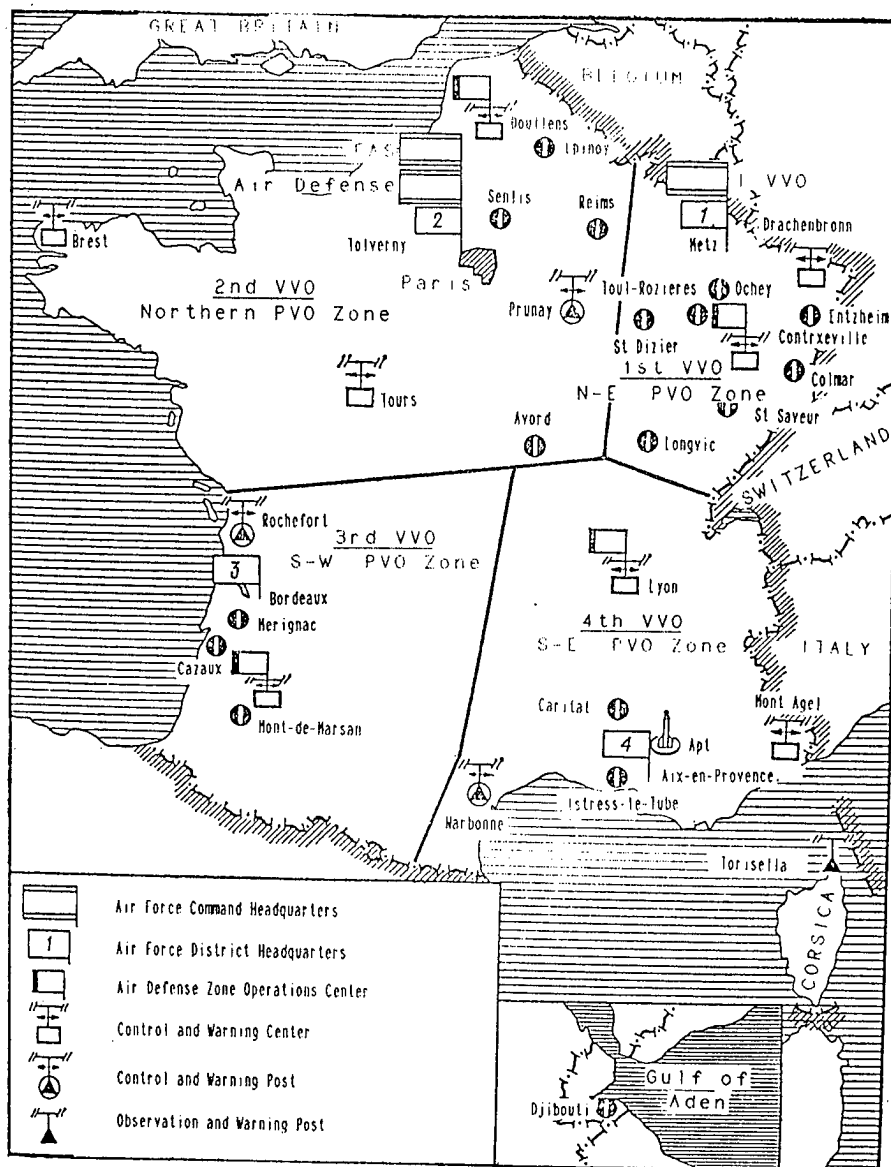 GREAT BRITAIN
BELGIUM
Doullens
Epinoy
FAS
Air Defense
1 VVO
2
Senlis
Reims
1
Metz
Drachenbronn
Brest
Tolverny
Paris
2nd VVO
Northern PVO Zone
Prunay
Toul-Rozieres
Ochey
Entzheim
St Dizier
Contrxeville
1st VVO
N-E PVO Zone
Colmar
Tours
Avord
Longvic
St Saveur
SWITZERLAND
Rochefort
3rd VVO
S-W PVO Zone
3
Bordeaux
Merignac
Lyon
4th VVO
S-E PVO Zone
ITALY
Cazaux
Mont-de-Marsan
Caritat
Mont Agel
4
Apt
Aix-en-Provence
Istress-le-Tube
Narbonne
Torisella
CORSICA
Air Force Command Headquarters
1
Air Force District Headquarters
Air Defense Zone Operations Center
Control and Warning Center
Control and Warning Post
Observation and Warning Post
Gulf of
Aden
Djibouti